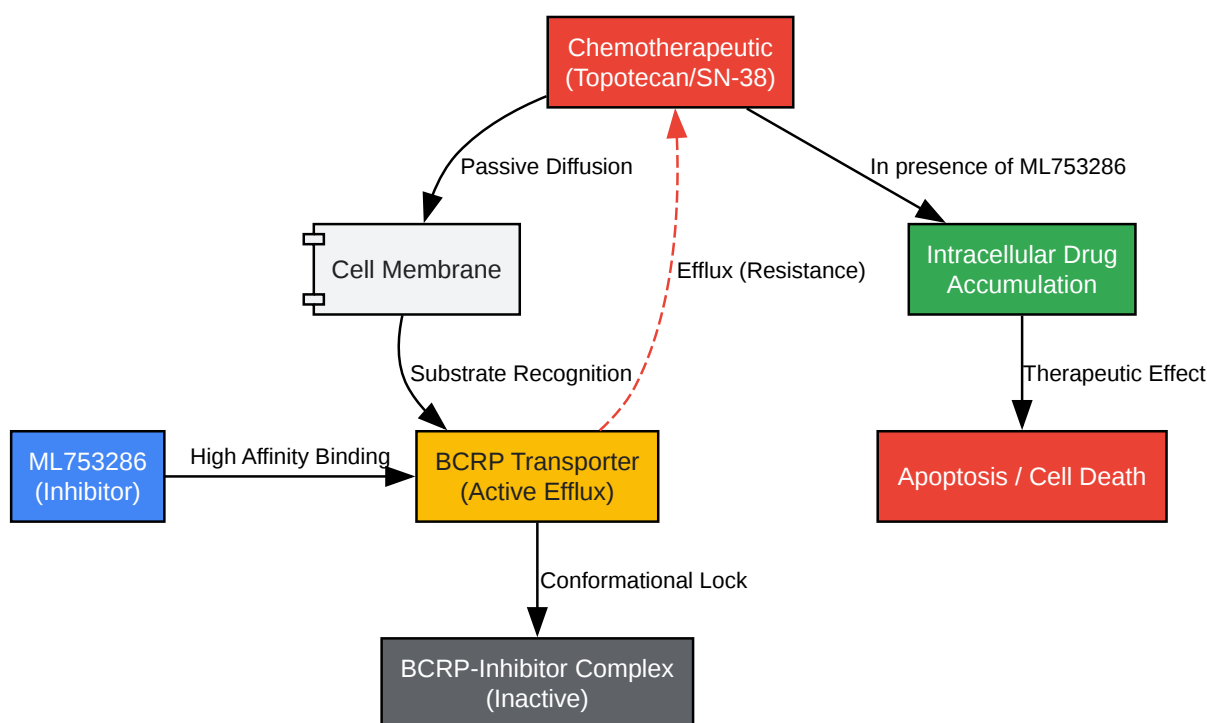 Chemotherapeutic
(Topotecan/SN-38)
Passive Diffusion
In presence of ML753286
Cell Membrane
Efflux (Resistance)
Intracellular Drug
Accumulation
Substrate Recognition
Therapeutic Effect
ML753286
(Inhibitor)
High Affinity Binding
BCRP Transporter
(Active Efflux)
Apoptosis / Cell Death
Conformational Lock
BCRP-Inhibitor Complex
(Inactive)